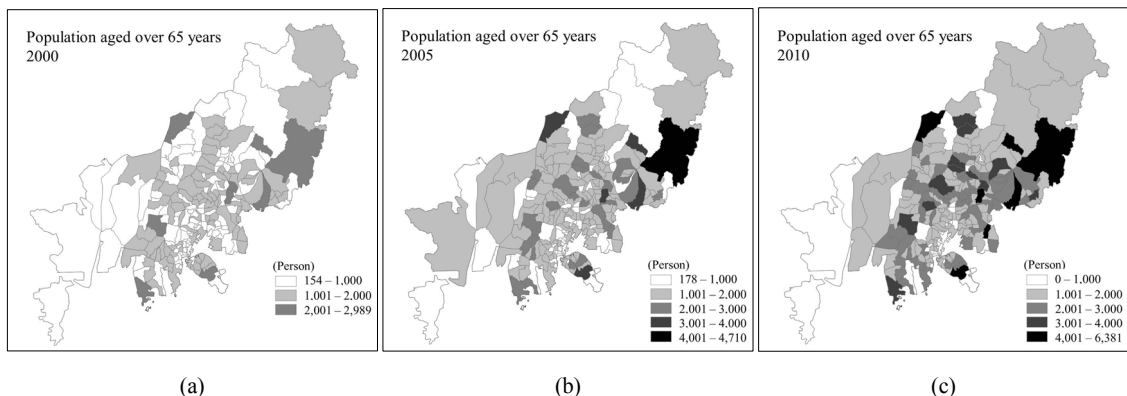 Population aged over 65 years
2000
(Person)
154 – 1,000
1.001 – 2.000
2,001 – 2,989
(a)
Population aged over 65 years
2005
(Person)
178 – 1,000
1.001 – 2.000
2.001 – 3.000
3.001 – 4.000
4,001 – 4,710
(b)
Population aged over 65 years
2010
(Person)
0 – 1,000
1.001 – 2.000
2.001 – 3.000
3.001 – 4.000
4,001 – 6,381
(c)